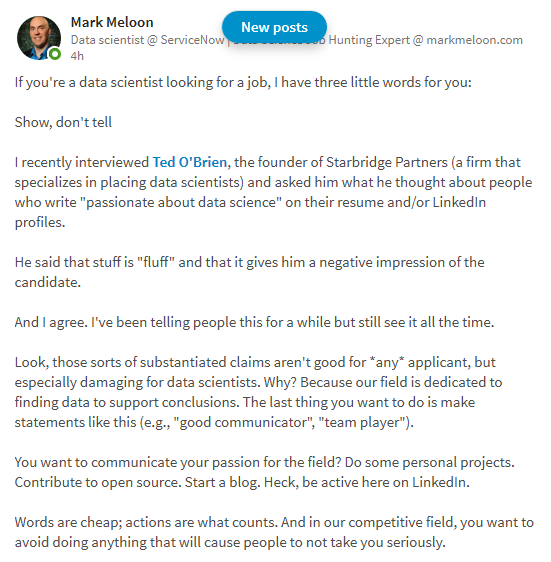 Mark Meloon
New posts
Data scientist @ ServiceNow | Hunting Expert @ markmeloon.com
4h
If you're a data scientist looking for a job, I have three little words for you:
Show, don't tell
I recently interviewed Ted O'Brien, the founder of Starbridge Partners (a firm that
specializes in placing data scientists) and asked him what he thought about people
who write "passionate about data science" on their resume and/or LinkedIn
profiles.
He said that stuff is "fluff" and that it gives him a negative impression of the
candidate.
And I agree. I've been telling people this for a while but still see it all the time.
Look, those sorts of substantiated claims aren't good for *any* applicant, but
especially damaging for data scientists. Why? Because our field is dedicated to
finding data to support conclusions. The last thing you want to do is make
statements like this (e.g., "good communicator", "team player").
You want to communicate your passion for the field? Do some personal projects.
Contribute to open source. Start a blog. Heck, be active here on LinkedIn.
Words are cheap; actions are what counts. And in our competitive field, you want to
avoid doing anything that will cause people to not take you seriously.